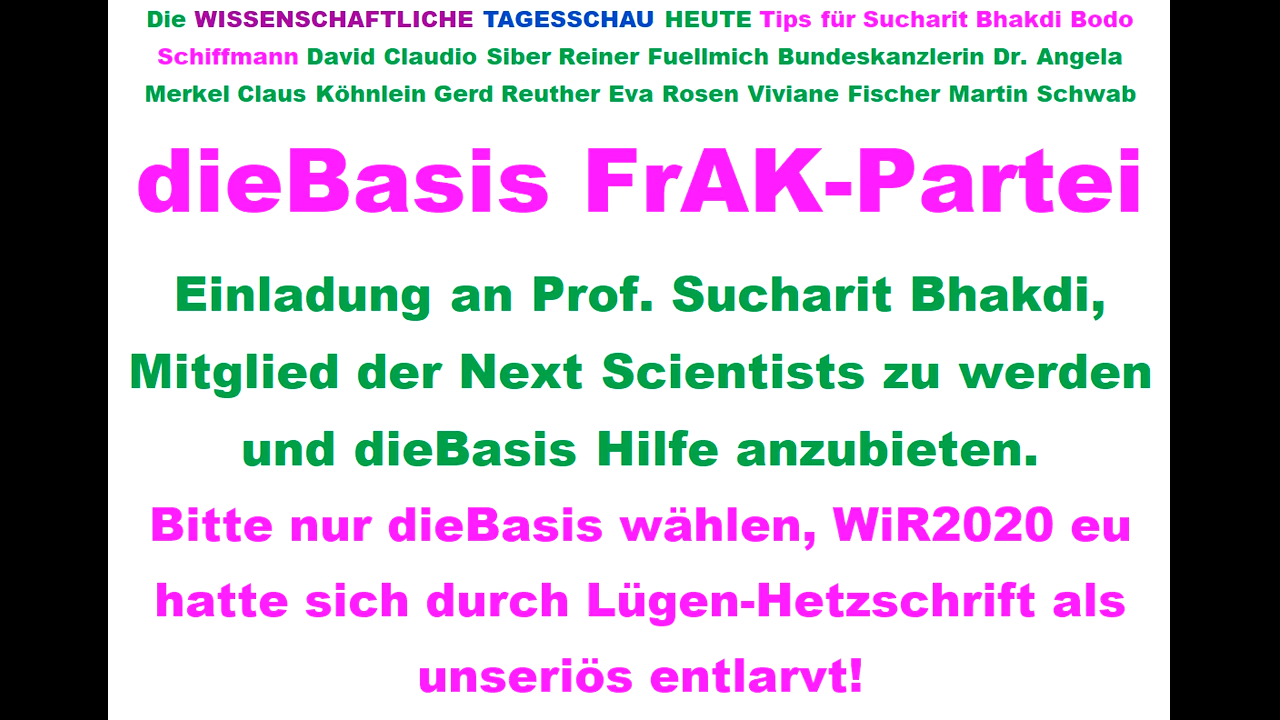 Die WISSENSCHAFTLICHE TAGESSCHAU HEUTE Tips für Sucharit Bhakdi Bodo
Schiffmann David Claudio Siber Reiner Fuellmich Bundeskanzlerin Dr. Angela
Merkel Claus Köhnlein Gerd Reuther Eva Rosen Viviane Fischer Martin Schwab
dieBasis FrAK-Partei
Einladung an Prof. Sucharit Bhakdi,
Mitglied der Next Scientists zu werden
und dieBasis Hilfe anzubieten.
Bitte nur dieBasis wählen, WiR2020 eu
hatte sich durch Lügen-Hetzschrift als
unseriös entlarvt!